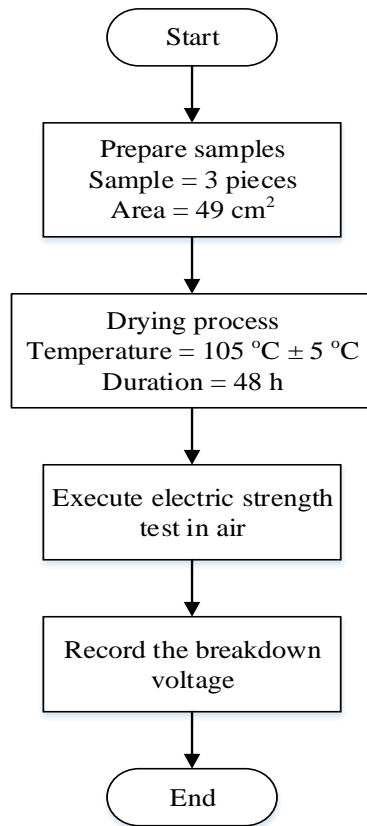 Start
Prepare samples
Sample = 3 pieces
Area = 49 cm²
Drying process
Temperature = 105 °C ± 5 °C
Duration = 48 h
Execute electric strength
test in air
Record the breakdown
voltage
End